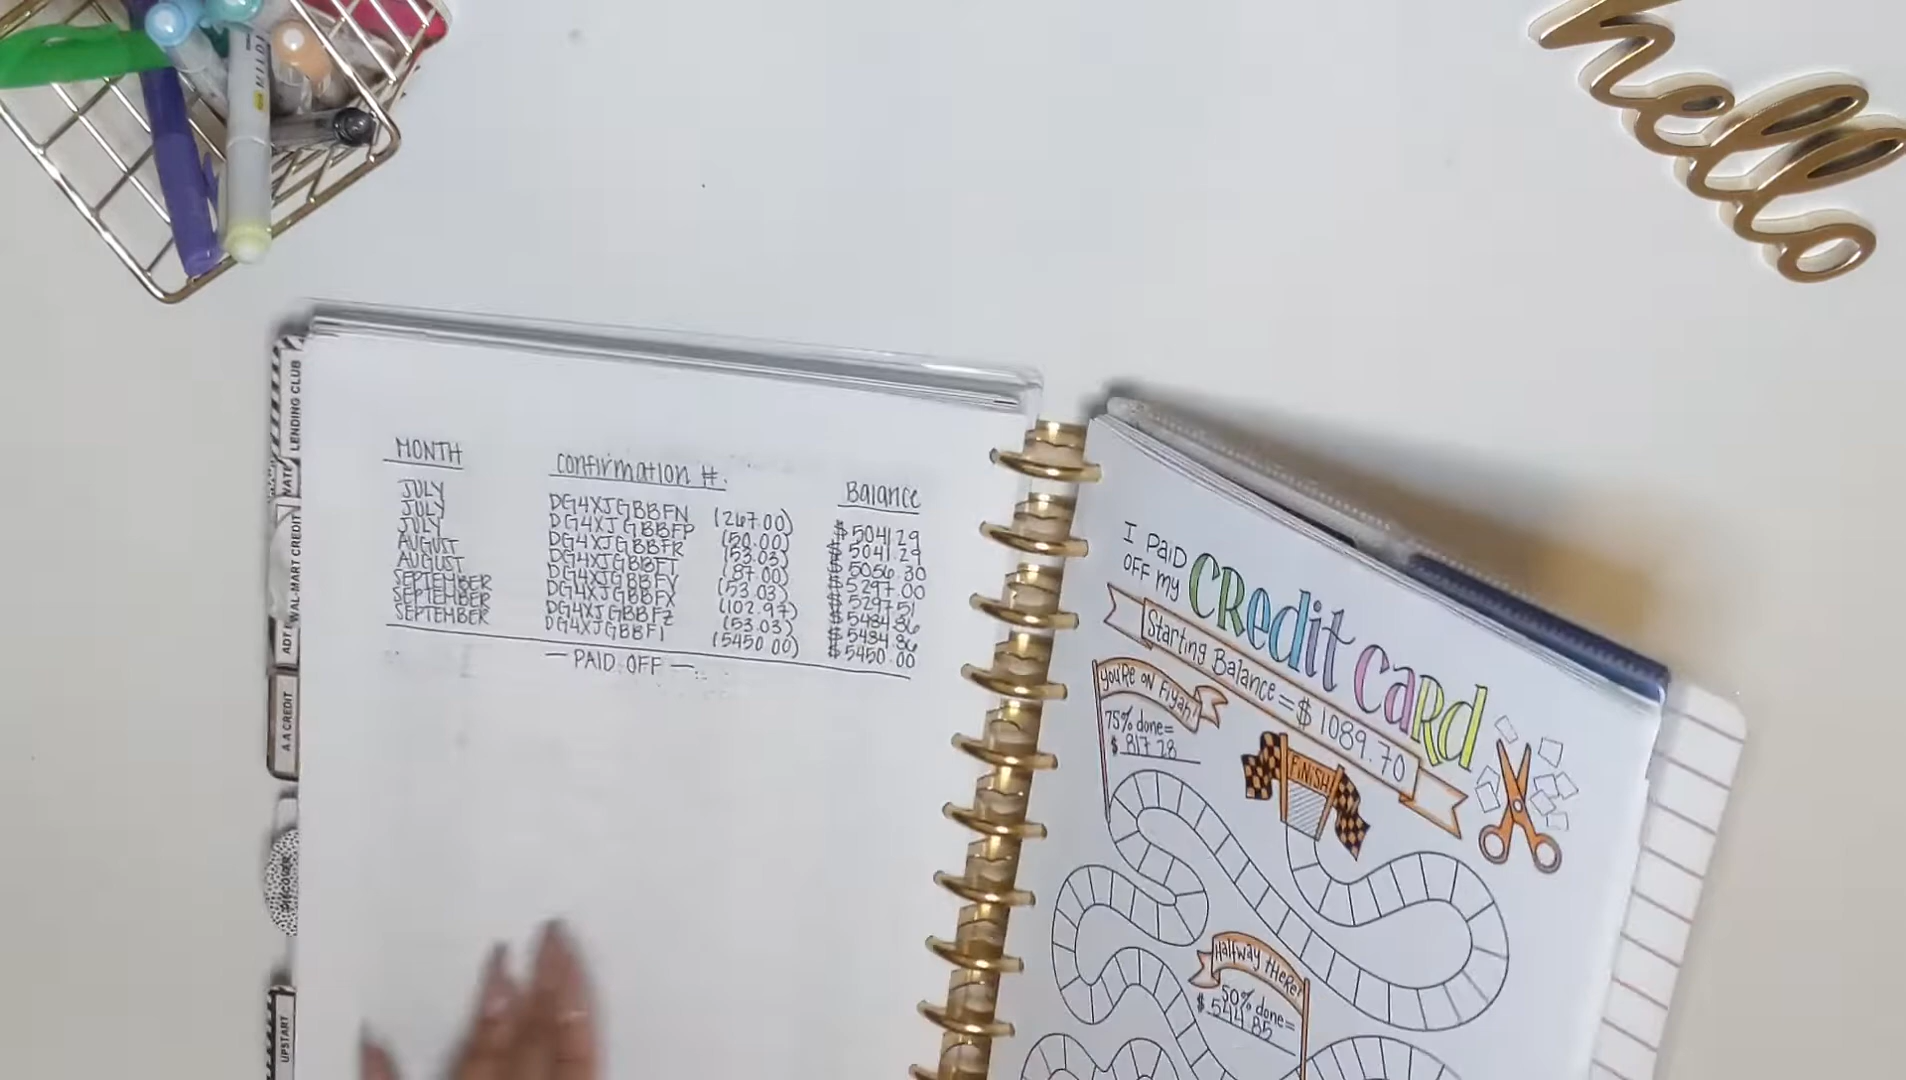 hello
LENDING CLUB
NATE
WAL-MART CREDIT
ADT
A A CREDIT
UPSTART
MONTH Confirmation #. Balance
JULY DG4XJGBBFN (267.00) $5041.29
JULY DG4XJGBBFP (50.00) $5041.29
JULY DG4XJGBBFR (53.03) $5056.30
AUGUST DG4XJGBBFT (87.00) $5297.00
AUGUST DG4XJGBBFV (53.03) $5297.51
SEPTEMBER DG4XJGBBFX (102.97) $5484.86
SEPTEMBER DG4XJGBBFZ (53.03) $5484.86
SEPTEMBER DG4XJGBBF1 (5450.00) $5450.00
— PAID OFF —
I PAID
OFF my CREdit CARd
Starting Balance = $ 1089.70
you're on Fiyah!
75% done=
$ 817.28
FINISH!
Halfway tHeRe!
50% done=
$ 544.85